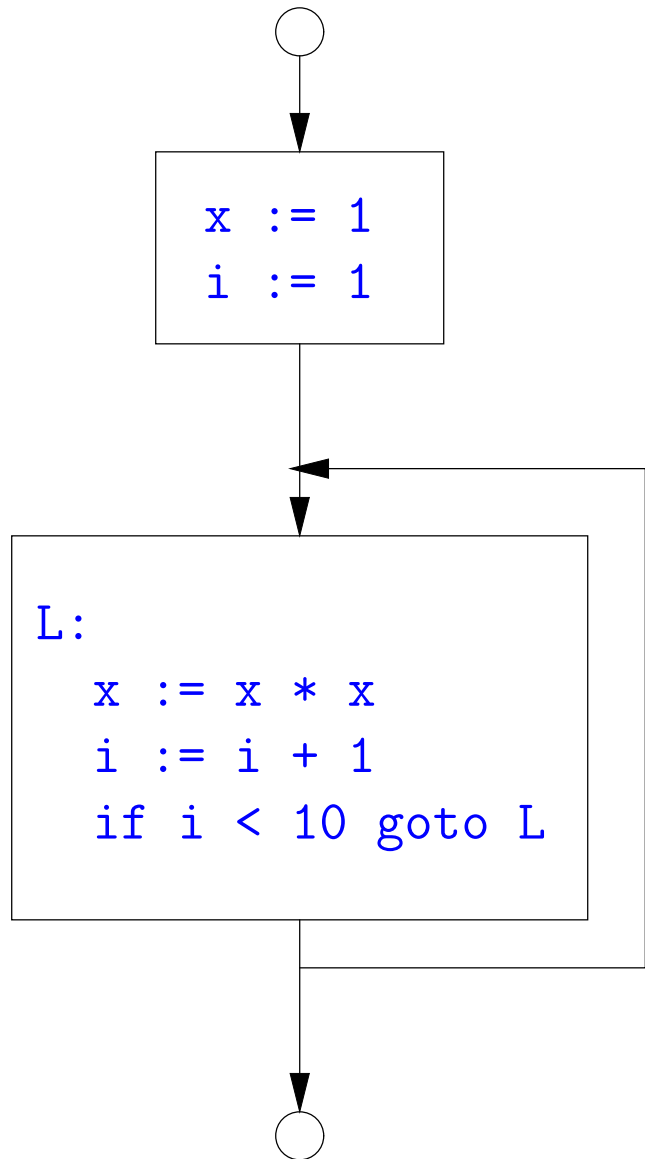 x := 1
i := 1
L:
x := x * x
i := i + 1
if i < 10 goto L